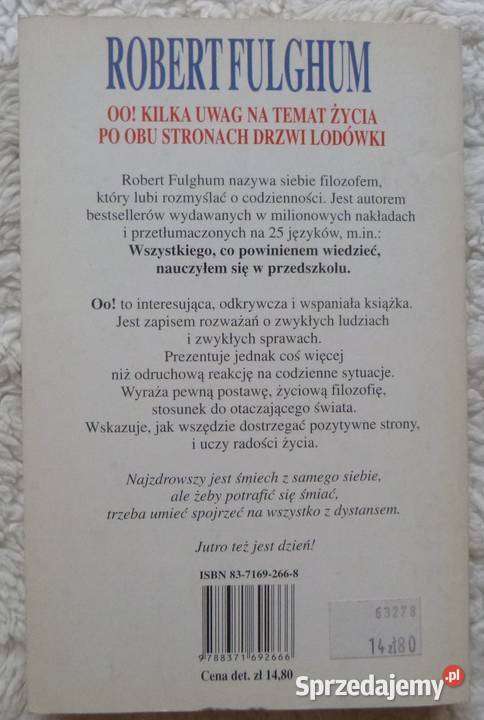 ROBERT FULGHUM
OO! KILKA UWAG NA TEMAT ŻYCIA
PO OBU STRONACH DRZWI LODÓWKI
Robert Fulghum nazywa siebie filozofem,
który lubi rozmyślać o codzienności. Jest autorem
bestsellerów wydawanych w milionowych nakładach
i przetłumaczonych na 25 języków, m.in.:
Wszystkiego, co powinienem wiedzieć,
nauczyłem się w przedszkolu.
Oo! to interesująca, odkrywcza i wspaniała książka.
Jest zapisem rozważań o zwykłych ludziach
i zwykłych sprawach.
Prezentuje jednak coś więcej
niż odruchową reakcję na codzienne sytuacje.
Wyraża pewną postawę, życiową filozofię,
stosunek do otaczającego świata.
Wskazuje, jak wszędzie dostrzegać pozytywne strony,
i uczy radości życia.
Najzdrowszy jest śmiech z samego siebie,
ale żeby potrafić się śmiać,
trzeba umieć spojrzeć na wszystko z dystansem.
Jutro też jest dzień!
ISBN 83-7169-266-8
9 788371 692666
Cena det. zł 14,80
63278
14zł80
Sprzedajemy.pl